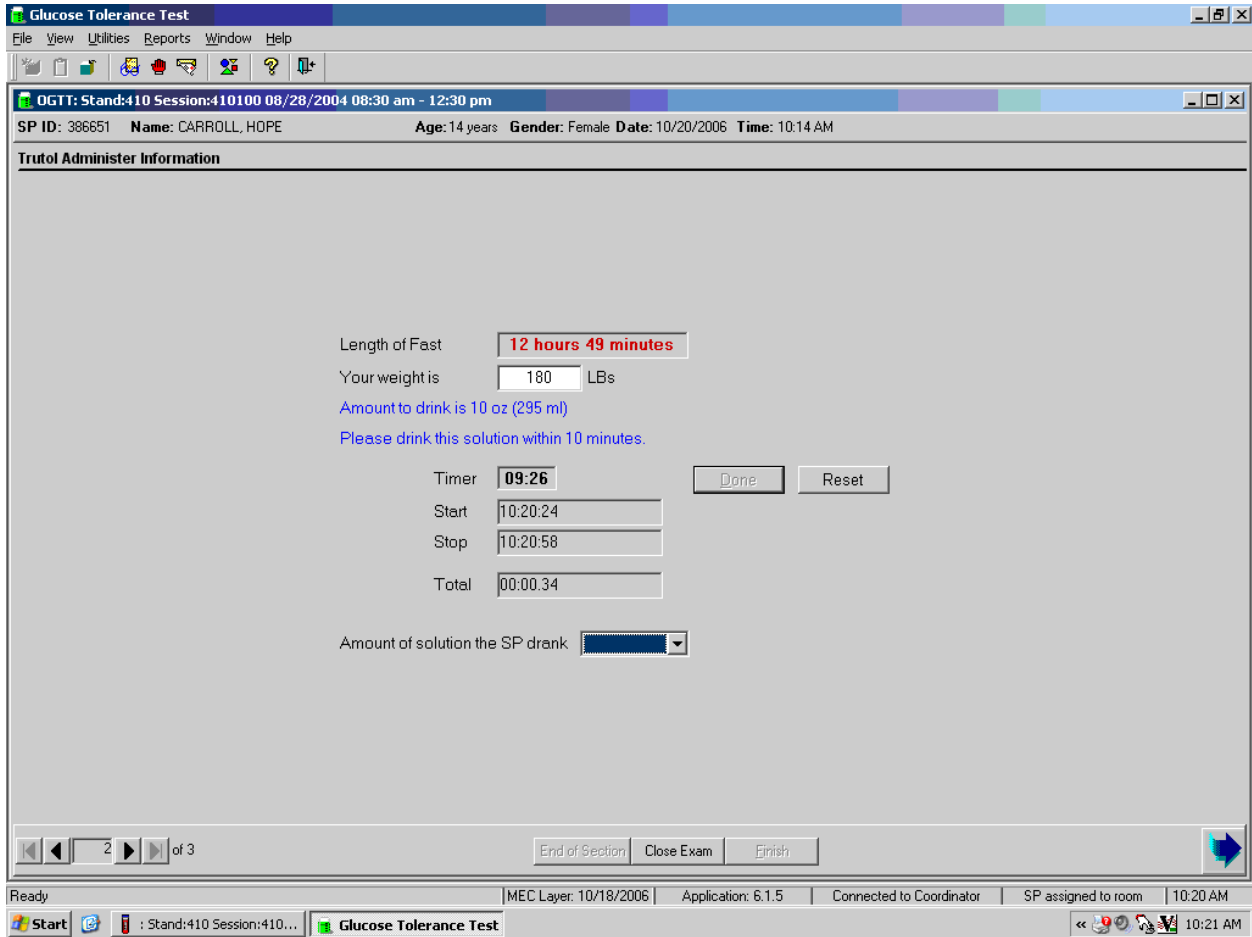 Glucose Tolerance Test
File View Utilities Reports Window Help
OGTT: Stand:410 Session:410100 08/28/2004 08:30 am - 12:30 pm
SP ID: 386651 Name: CARROLL, HOPE Age: 14 years Gender: Female Date: 10/20/2006 Time: 10:14 AM
Trutol Administer Information
Length of Fast 12 hours 49 minutes
Your weight is 180 LBs
Amount to drink is 10 oz (295 ml)
Please drink this solution within 10 minutes.
Timer 09:26 Done Reset
Start 10:20:24
Stop 10:20:58
Total 00:00.34
Amount of solution the SP drank
2 of 3 End of Section Close Exam Finish
Ready MEC Layer: 10/18/2006 Application: 6.1.5 Connected to Coordinator SP assigned to room 10:20 AM
Start : Stand:410 Session:410... Glucose Tolerance Test « 10:21 AM